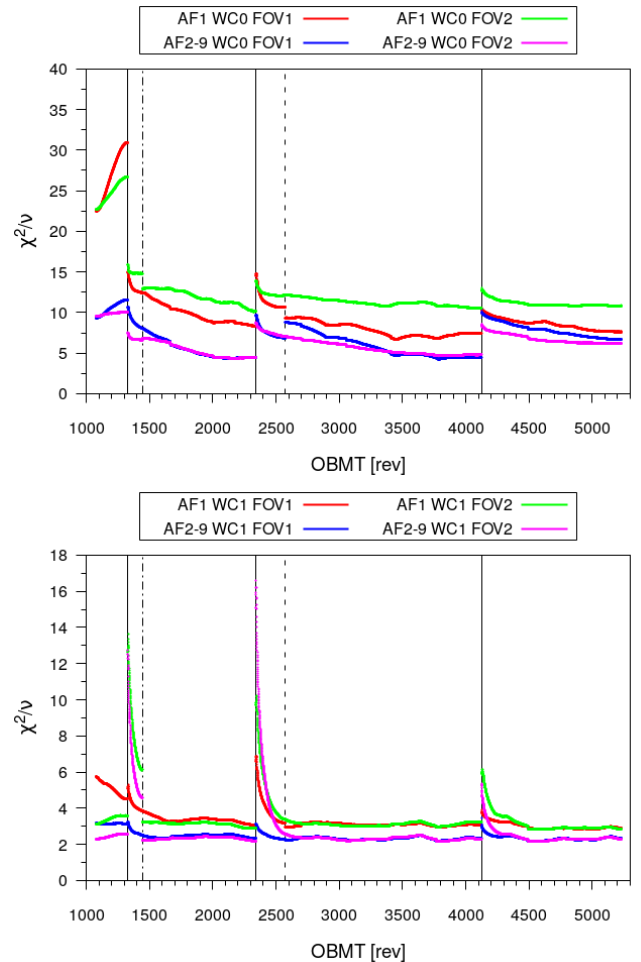 AF1 WC0 FOV1 AF1 WC0 FOV2
AF2-9 WC0 FOV1 AF2-9 WC0 FOV2
40
35
30
25
20
15
10
5
0
χ²/ν
1000 1500 2000 2500 3000 3500 4000 4500 5000
OBMT [rev]
AF1 WC1 FOV1 AF1 WC1 FOV2
AF2-9 WC1 FOV1 AF2-9 WC1 FOV2
18
16
14
12
10
8
6
4
2
0
χ²/ν
1000 1500 2000 2500 3000 3500 4000 4500 5000
OBMT [rev]